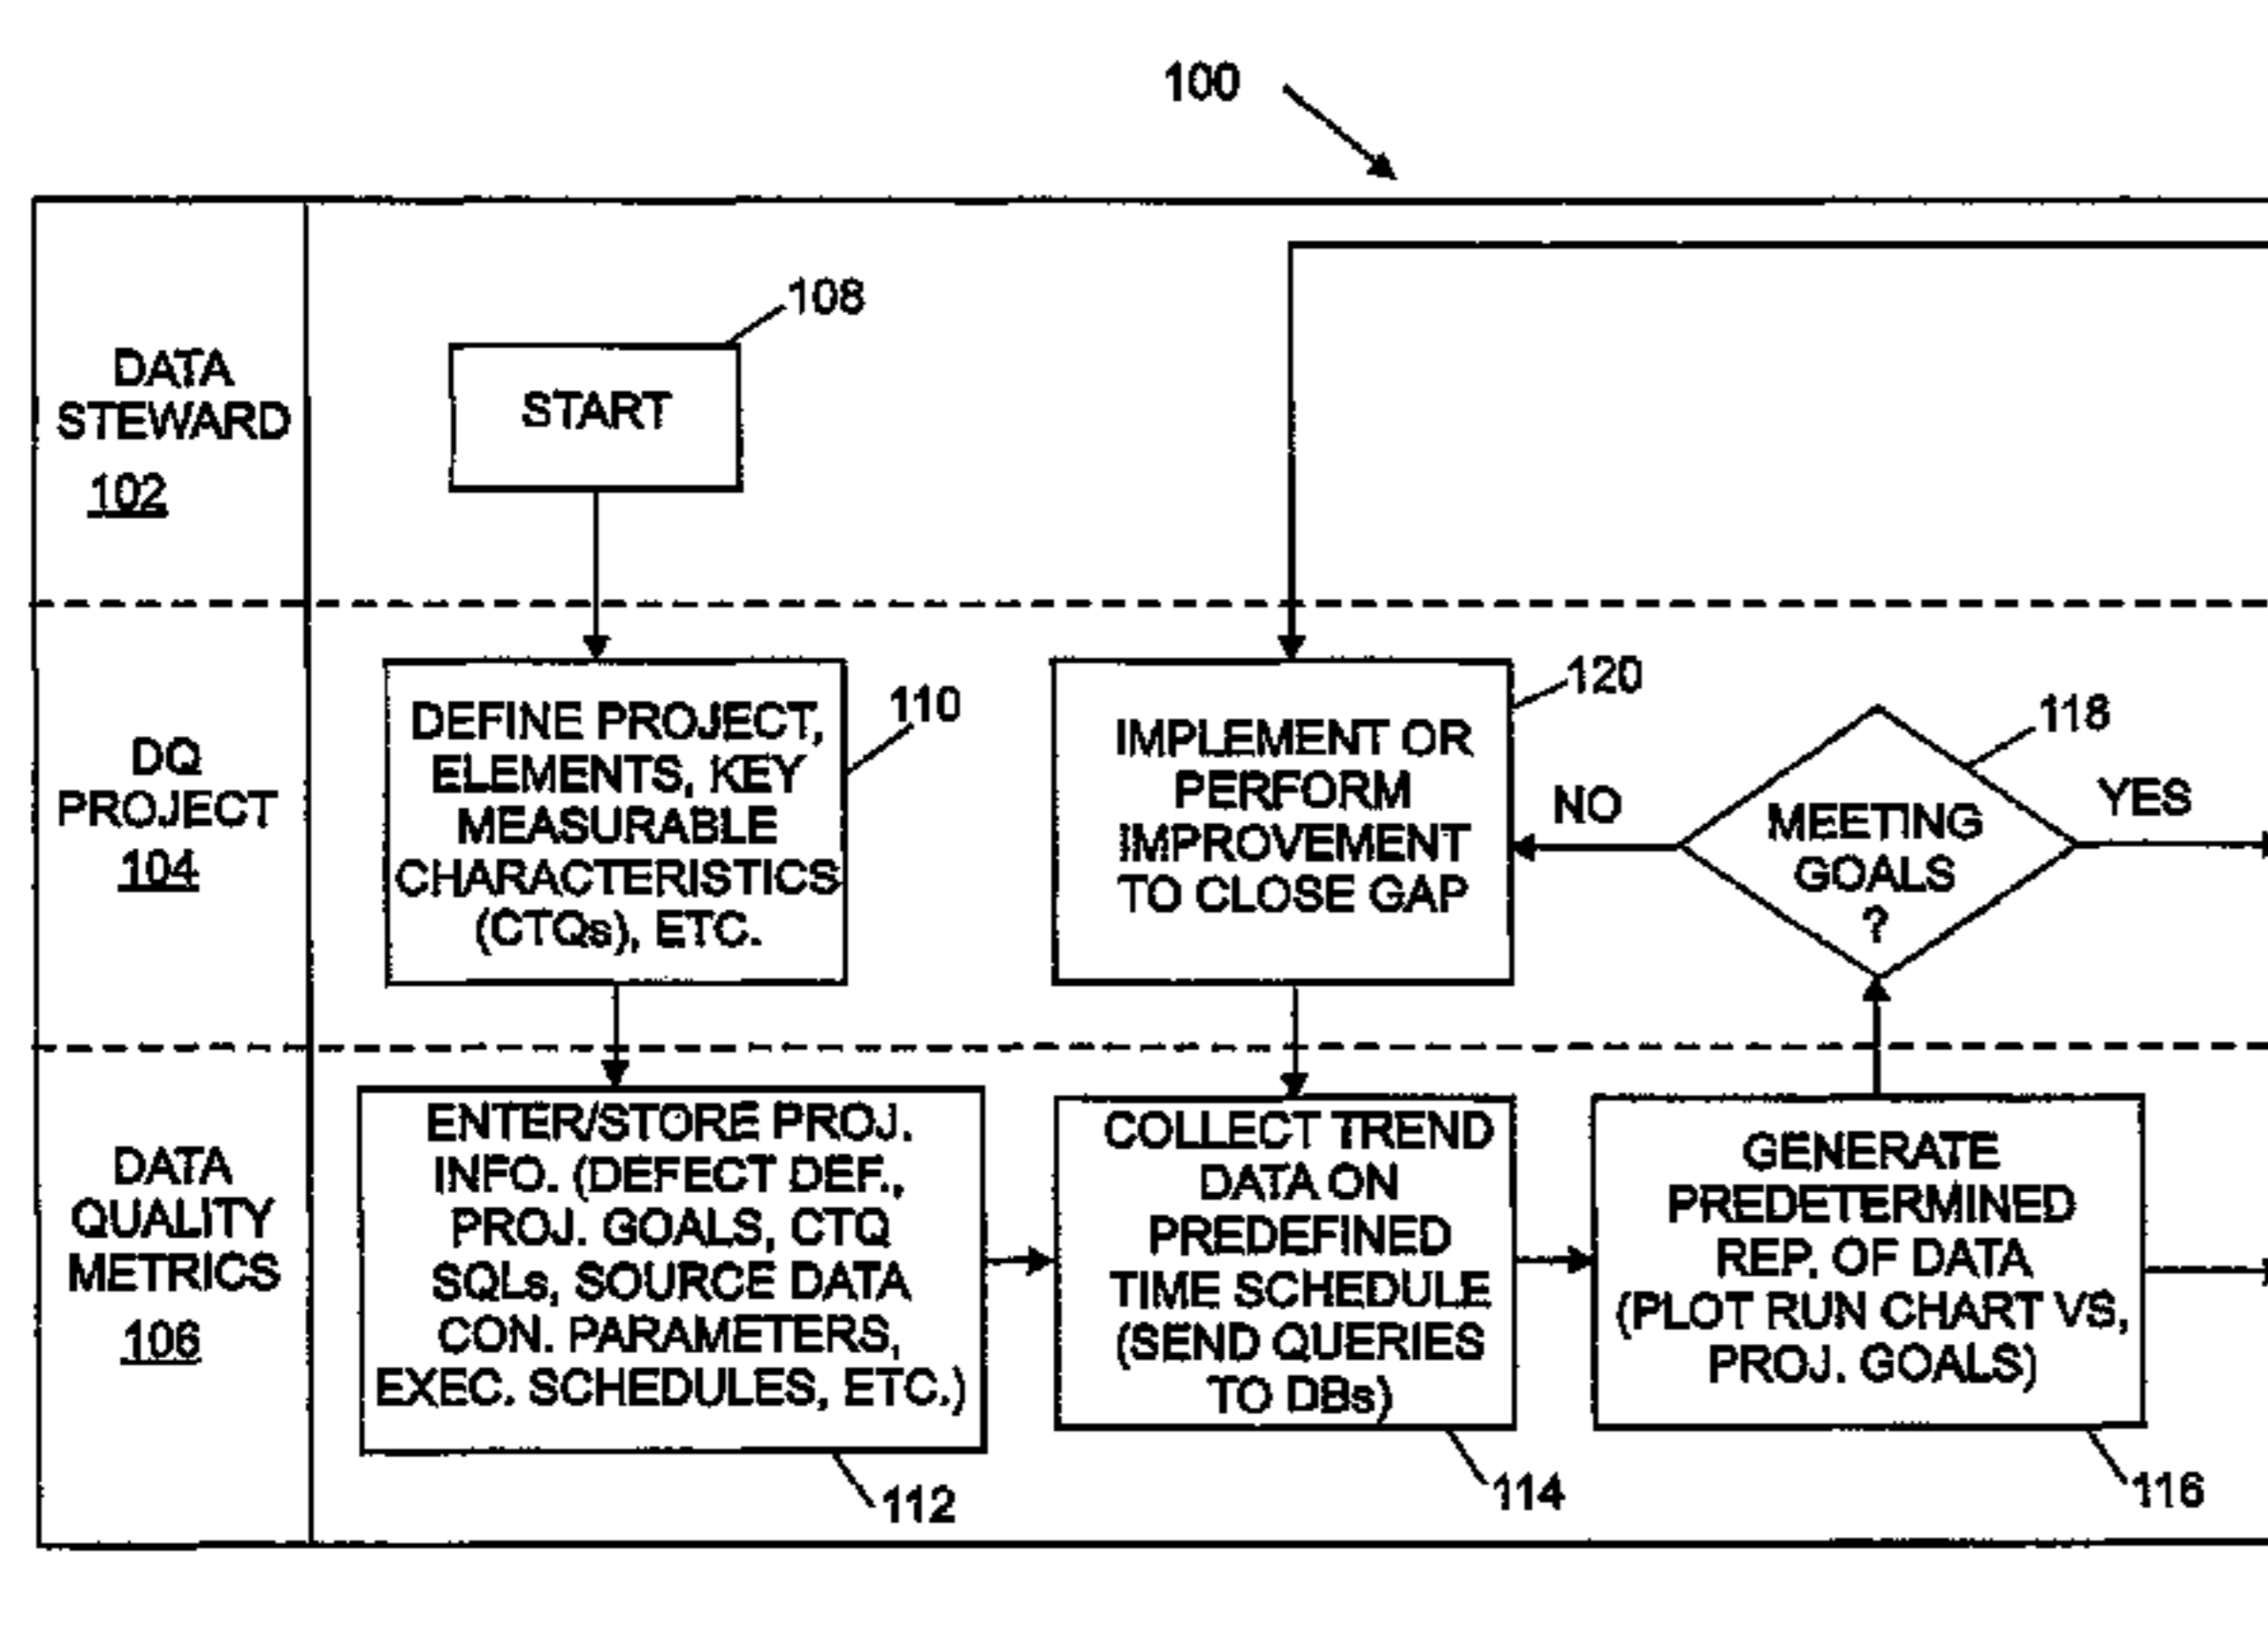 100
DATA
STEWARD
102
108
START
DQ
PROJECT
104
110
DEFINE PROJECT,
ELEMENTS, KEY
MEASURABLE
CHARACTERISTICS
(CTQs), ETC.
120
IMPLEMENT OR
PERFORM
IMPROVEMENT
TO CLOSE GAP
NO
118
MEETING
GOALS
?
YES
DATA
QUALITY
METRICS
106
ENTER/STORE PROJ.
INFO. (DEFECT DEF.,
PROJ. GOALS, CTQ
SQLs, SOURCE DATA
CON. PARAMETERS,
EXEC. SCHEDULES, ETC.)
112
COLLECT TREND
DATA ON
PREDEFINED
TIME SCHEDULE
(SEND QUERIES
TO DBs)
114
GENERATE
PREDETERMINED
REP. OF DATA
(PLOT RUN CHART VS,
PROJ. GOALS)
116